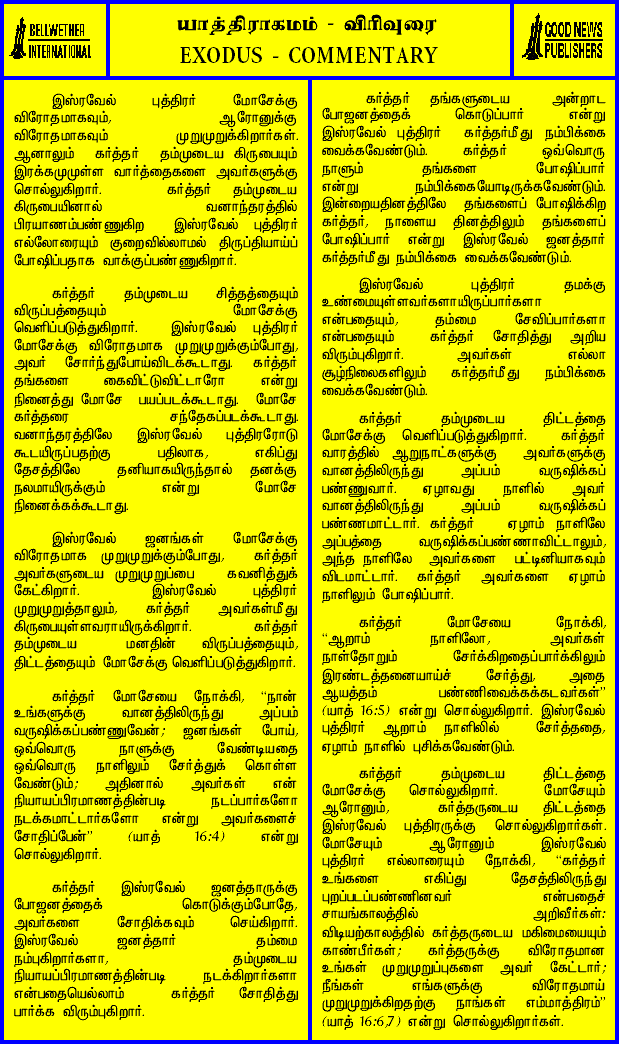 BELLWETHER
INTERNATIONAL
யாத்திராகமம் - விரிவுரை
EXODUS - COMMENTARY
GOOD NEWS
PUBLISHERS
இஸ்ரவேல் புத்திரர் மோசேக்கு
விரோதமாகவும், ஆரோனுக்கு
விரோதமாகவும் முறுமுறுக்கிறார்கள்.
ஆனாலும் கர்த்தர் தம்முடைய கிருபையும்
இரக்கமுமுள்ள வார்த்தைகளை அவர்களுக்கு
சொல்லுகிறார். கர்த்தர் தம்முடைய
கிருபையினால் வனாந்தரத்தில்
பிரயாணம்பண்ணுகிற இஸ்ரவேல் புத்திரர்
எல்லோரையும் குறைவில்லாமல் திருப்தியாய்ப்
போஷிப்பதாக வாக்குப்பண்ணுகிறார்.
கர்த்தர் தம்முடைய சித்தத்தையும்
விருப்பத்தையும் மோசேக்கு
வெளிப்படுத்துகிறார். இஸ்ரவேல் புத்திரர்
மோசேக்கு விரோதமாக முறுமுறுக்கும்போது,
அவர் சோர்ந்துபோய்விடக்கூடாது. கர்த்தர்
தங்களை கைவிட்டுவிட்டாரோ என்று
நினைத்து மோசே பயப்படக்கூடாது. மோசே
கர்த்தரை சந்தேகப்படக்கூடாது.
வனாந்தரத்திலே இஸ்ரவேல் புத்திரரோடு
கூடயிருப்பதற்கு பதிலாக, எகிப்து
தேசத்திலே தனியாகயிருந்தால் தனக்கு
நலமாயிருக்கும் என்று மோசே
நினைக்கக்கூடாது.
இஸ்ரவேல் ஜனங்கள் மோசேக்கு
விரோதமாக முறுமுறுக்கும்போது, கர்த்தர்
அவர்களுடைய முறுமுறுப்பை கவனித்துக்
கேட்கிறார். இஸ்ரவேல் புத்திரர்
முறுமுறுத்தாலும், கர்த்தர் அவர்கள்மீது
கிருபையுள்ளவராயிருக்கிறார். கர்த்தர்
தம்முடைய மனதின் விருப்பத்தையும்,
திட்டத்தையும் மோசேக்கு வெளிப்படுத்துகிறார்.
கர்த்தர் மோசேயை நோக்கி, “நான்
உங்களுக்கு வானத்திலிருந்து அப்பம்
வருஷிக்கப்பண்ணுவேன்; ஜனங்கள் போய்,
ஒவ்வொரு நாளுக்கு வேண்டியதை
ஒவ்வொரு நாளிலும் சேர்த்துக் கொள்ள
வேண்டும்; அதினால் அவர்கள் என்
நியாயப்பிரமாணத்தின்படி நடப்பார்களோ
நடக்கமாட்டார்களோ என்று அவர்களைச்
சோதிப்பேன்” (யாத் 16:4) என்று
சொல்லுகிறார்.
கர்த்தர் இஸ்ரவேல் ஜனத்தாருக்கு
போஜனத்தைக் கொடுக்கும்போதே,
அவர்களை சோதிக்கவும் செய்கிறார்.
இஸ்ரவேல் ஜனத்தார் தம்மை
நம்புகிறார்களா, தம்முடைய
நியாயப்பிரமாணத்தின்படி நடக்கிறார்களா
என்பதையெல்லாம் கர்த்தர் சோதித்து
பார்க்க விரும்புகிறார்.
கர்த்தர் தங்களுடைய அன்றாட
போஜனத்தைக் கொடுப்பார் என்று
இஸ்ரவேல் புத்திரர் கர்த்தர்மீது நம்பிக்கை
வைக்கவேண்டும். கர்த்தர் ஒவ்வொரு
நாளும் தங்களை போஷிப்பார்
என்று நம்பிக்கையோடிருக்கவேண்டும்.
இன்றையதினத்திலே தங்களைப் போஷிக்கிற
கர்த்தர், நாளைய தினத்திலும் தங்களைப்
போஷிப்பார் என்று இஸ்ரவேல் ஜனத்தார்
கர்த்தர்மீது நம்பிக்கை வைக்கவேண்டும்.
இஸ்ரவேல் புத்திரர் தமக்கு
உண்மையுள்ளவர்களாயிருப்பார்களா
என்பதையும், தம்மை சேவிப்பார்களா
என்பதையும் கர்த்தர் சோதித்து அறிய
விரும்புகிறார். அவர்கள் எல்லா
சூழ்நிலைகளிலும் கர்த்தர்மீது நம்பிக்கை
வைக்கவேண்டும்.
கர்த்தர் தம்முடைய திட்டத்தை
மோசேக்கு வெளிப்படுத்துகிறார். கர்த்தர்
வாரத்தில் ஆறுநாட்களுக்கு அவர்களுக்கு
வானத்திலிருந்து அப்பம் வருஷிக்கப்
பண்ணுவார். ஏழாவது நாளில் அவர்
வானத்திலிருந்து அப்பம் வருஷிக்கப்
பண்ணமாட்டார். கர்த்தர் ஏழாம் நாளிலே
அப்பத்தை வருஷிக்கப்பண்ணாவிட்டாலும்,
அந்த நாளிலே அவர்களை பட்டினியாகவும்
விடமாட்டார். கர்த்தர் அவர்களை ஏழாம்
நாளிலும் போஷிப்பார்.
கர்த்தர் மோசேயை நோக்கி,
“ஆறாம் நாளிலோ, அவர்கள்
நாள்தோறும் சேர்க்கிறதைப்பார்க்கிலும்
இரண்டத்தனையாய்ச் சேர்த்து, அதை
ஆயத்தம் பண்ணிவைக்கக்கடவர்கள்”
(யாத் 16:5) என்று சொல்லுகிறார். இஸ்ரவேல்
புத்திரர் ஆறாம் நாளிலில் சேர்த்ததை,
ஏழாம் நாளில் புசிக்கவேண்டும்.
கர்த்தர் தம்முடைய திட்டத்தை
மோசேக்கு சொல்லுகிறார். மோசேயும்
ஆரோனும், கர்த்தருடைய திட்டத்தை
இஸ்ரவேல் புத்திரருக்கு சொல்லுகிறார்கள்.
மோசேயும் ஆரோனும் இஸ்ரவேல்
புத்திரர் எல்லாரையும் நோக்கி, “கர்த்தர்
உங்களை எகிப்து தேசத்திலிருந்து
புறப்படப்பண்ணினவர் என்பதைச்
சாயங்காலத்தில் அறிவீர்கள்:
விடியற்காலத்தில் கர்த்தருடைய மகிமையையும்
காண்பீர்கள்; கர்த்தருக்கு விரோதமான
உங்கள் முறுமுறுப்புகளை அவர் கேட்டார்;
நீங்கள் எங்களுக்கு விரோதமாய்
முறுமுறுக்கிறதற்கு நாங்கள் எம்மாத்திரம்”
(யாத் 16:6,7) என்று சொல்லுகிறார்கள்.